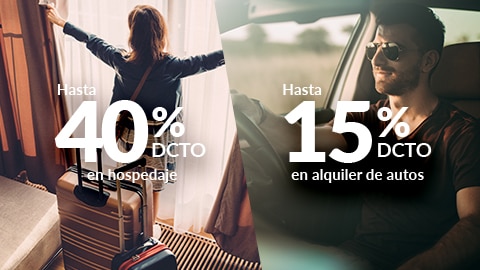 Hasta
40%
DCTO
en hospedaje
Hasta
15%
DCTO
en alquiler de autos